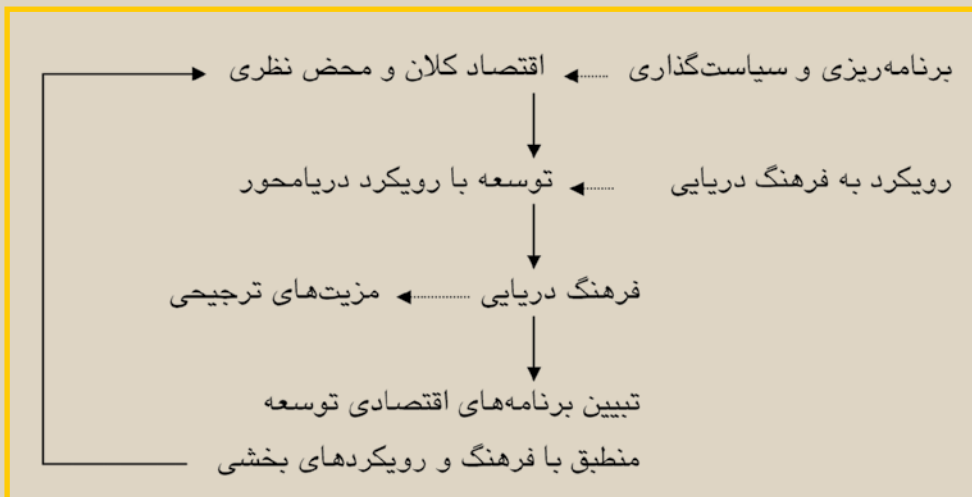 برنامه‌ریزی و سیاست‌گذاری اقتصاد کلان و محض نظری
رویکرد به فرهنگ دریایی توسعه با رویکرد دریامحور
فرهنگ دریایی مزیت‌های ترجیحی
تبیین برنامه‌های اقتصادی توسعه
منطبق با فرهنگ و رویکردهای بخشی